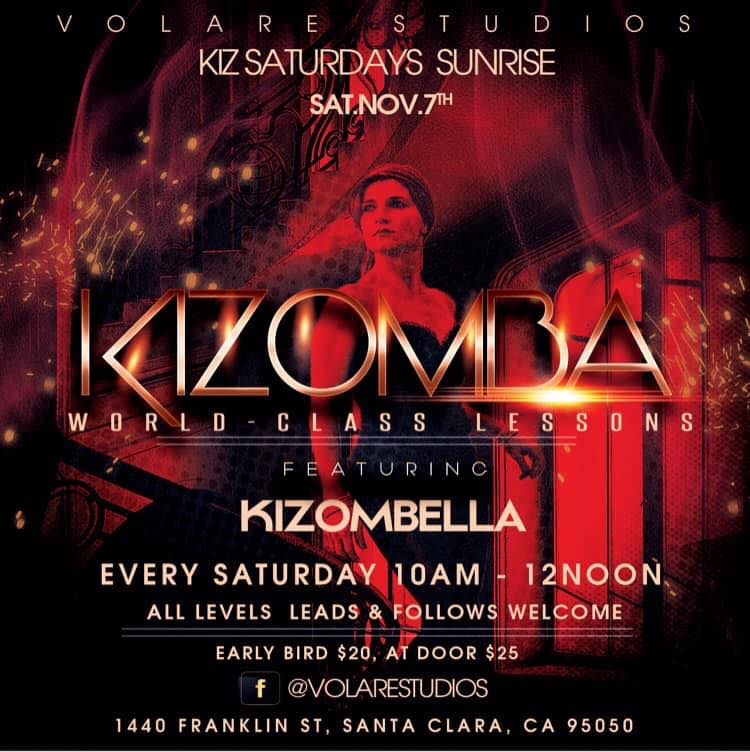 VOLARE STUDIOS
KIZ SATURDAYS SUNRISE
SAT.NOV.7TH
KIZOMBA
WORLD-CLASS LESSONS
FEATURING
KIZOMBELLA
EVERY SATURDAY 10AM - 12NOON
ALL LEVELS LEADS & FOLLOWS WELCOME
EARLY BIRD $20, AT DOOR $25
f @VOLARESTUDIOS
1440 FRANKLIN ST, SANTA CLARA, CA 95050